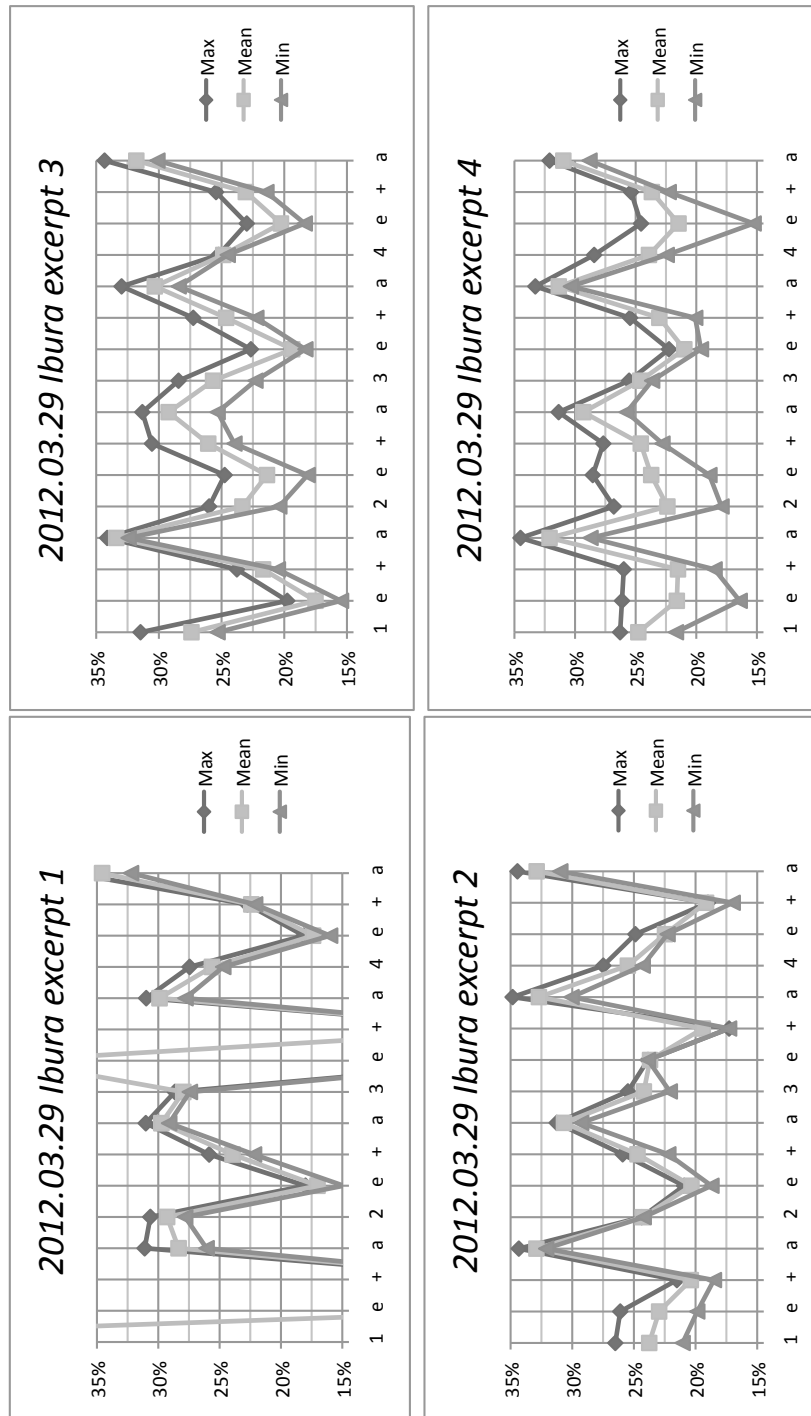 2012.03.29 Ibura excerpt 1
35%
30%
25%
20%
15%
1 e + a 2 e + a 3 e + a 4 e + a
Max
Mean
Min
2012.03.29 Ibura excerpt 3
35%
30%
25%
20%
15%
1 e + a 2 e + a 3 e + a 4 e + a
Max
Mean
Min
2012.03.29 Ibura excerpt 2
35%
30%
25%
20%
15%
1 e + a 2 e + a 3 e + a 4 e + a
Max
Mean
Min
2012.03.29 Ibura excerpt 4
35%
30%
25%
20%
15%
1 e + a 2 e + a 3 e + a 4 e + a
Max
Mean
Min